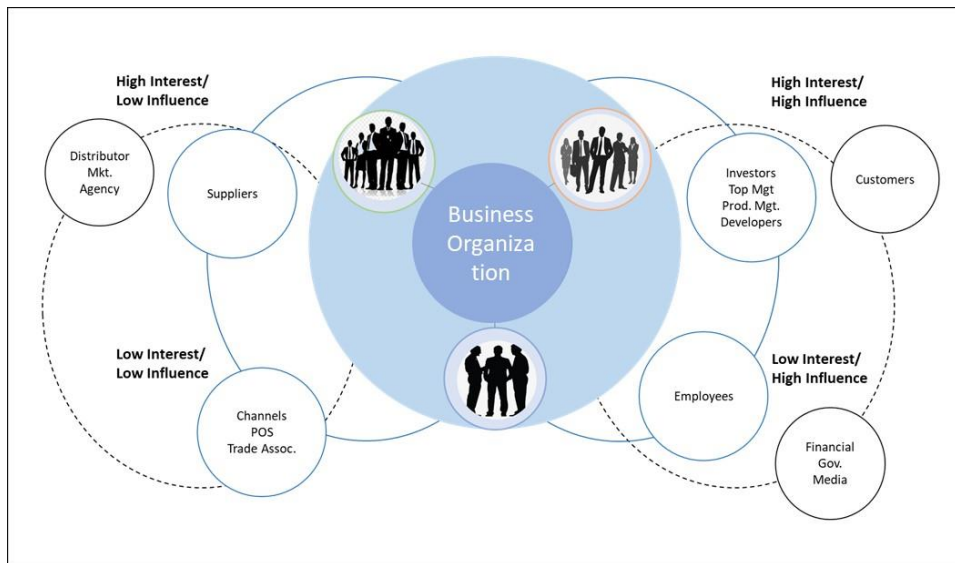 High Interest/
Low Influence
Distributor
Mkt.
Agency
Suppliers
Low Interest/
Low Influence
Channels
POS
Trade Assoc.
Business
Organiza
tion
High Interest/
High Influence
Investors
Top Mgt
Prod. Mgt.
Developers
Customers
Low Interest/
High Influence
Employees
Financial
Gov.
Media